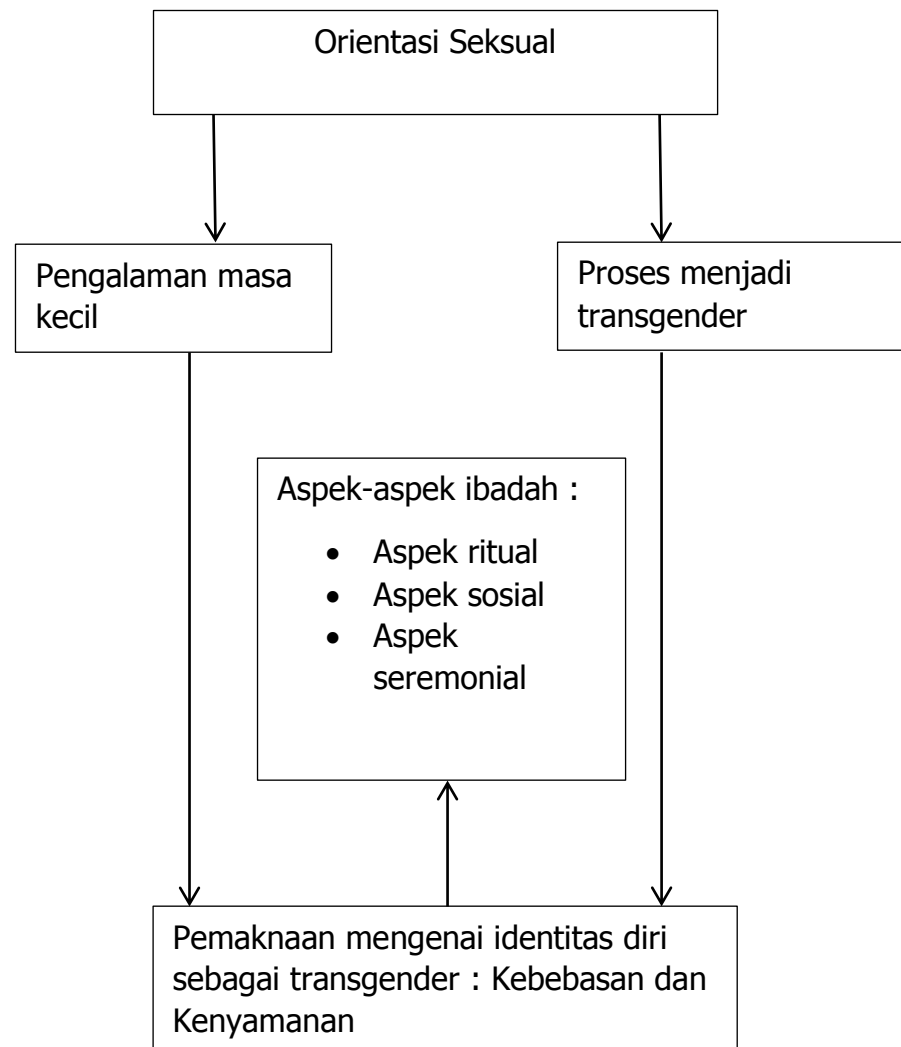 Orientasi Seksual
Pengalaman masa
kecil
Proses menjadi
transgender
Aspek-aspek ibadah :
• Aspek ritual
• Aspek sosial
• Aspek
seremonial
Pemaknaan mengenai identitas diri
sebagai transgender : Kebebasan dan
Kenyamanan